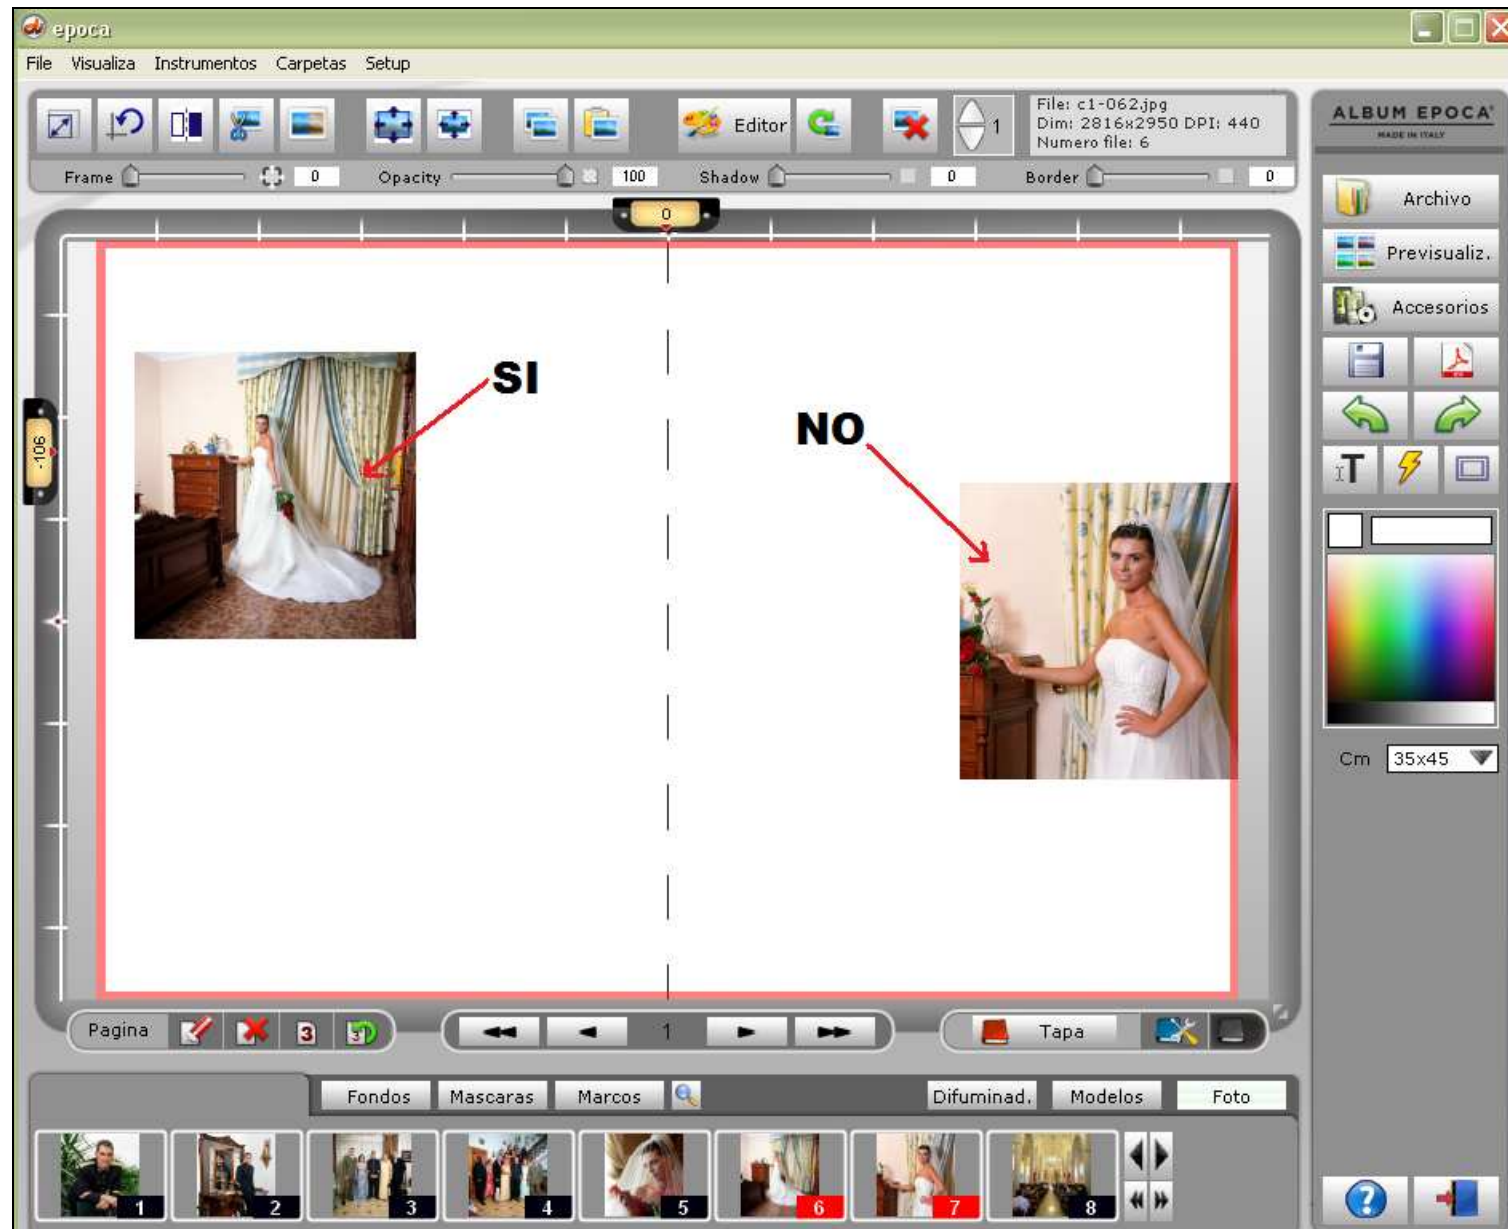 epoca
File Visualiza Instrumentos Carpetas Setup
Editor
1
File: c1-062.jpg
Dim: 2816x2950 DPI: 440
Numero file: 6
Frame 0 Opacity 100 Shadow 0 Border 0
ALBUM EPOCA
MADE IN ITALY
Archivo
Previsualiz.
Accesorios
T
Cm 35x45
0
-106
SI
NO
Pagina 3 3 1 Tapa
Fondos Mascaras Marcos Difuminad. Modelos Foto
1 2 3 4 5 6 7 8
?